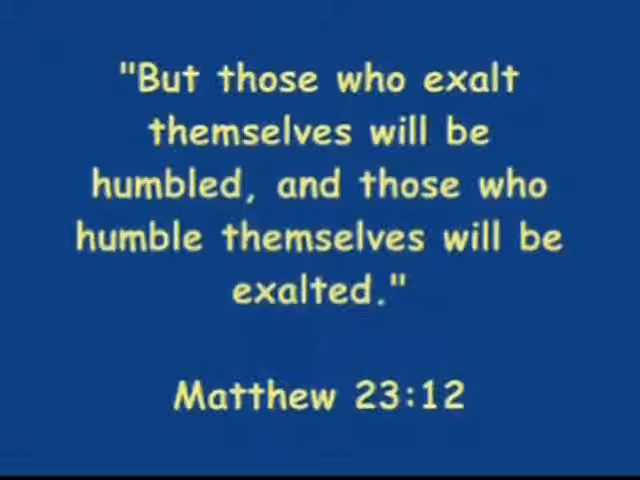 "But those who exalt
themselves will be
humbled, and those who
humble themselves will be
exalted."
Matthew 23:12